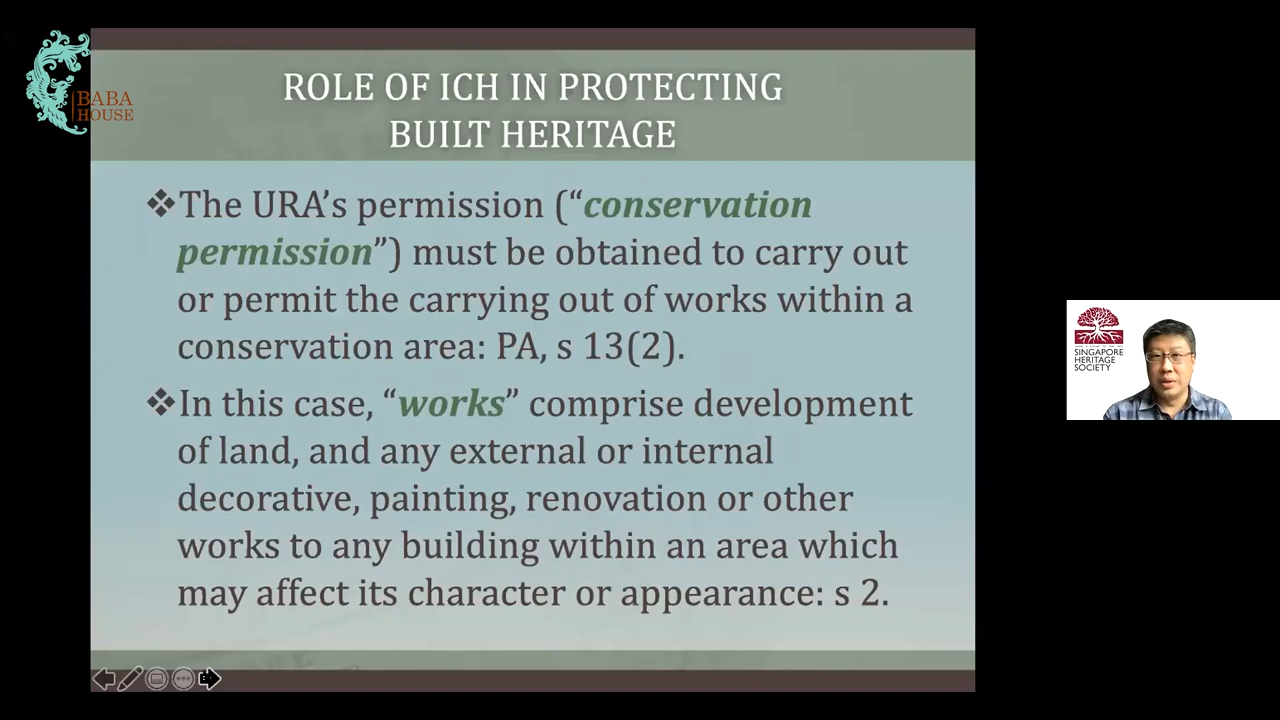 BABA
HOUSE
ROLE OF ICH IN PROTECTING
BUILT HERITAGE
❖The URA’s permission (“conservation
permission”) must be obtained to carry out
or permit the carrying out of works within a
conservation area: PA, s 13(2).
❖In this case, “works” comprise development
of land, and any external or internal
decorative, painting, renovation or other
works to any building within an area which
may affect its character or appearance: s 2.
SINGAPORE
HERITAGE
SOCIETY